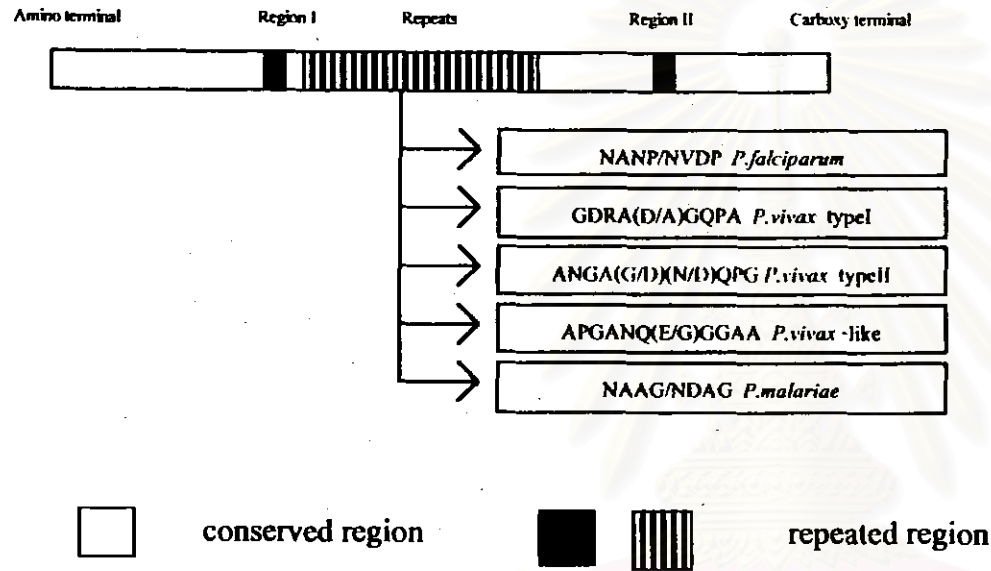 Amino terminal Region I Repeats Region II Carboxy terminal
NANP/NVDP P.falciparum
GDRA(D/A)GQPA P.vivax typeI
ANGA(G/D)(N/D)QPG P.vivax typeII
APGANQ(E/G)GGAA P.vivax -like
NAAG/NDAG P.malariae
conserved region repeated region